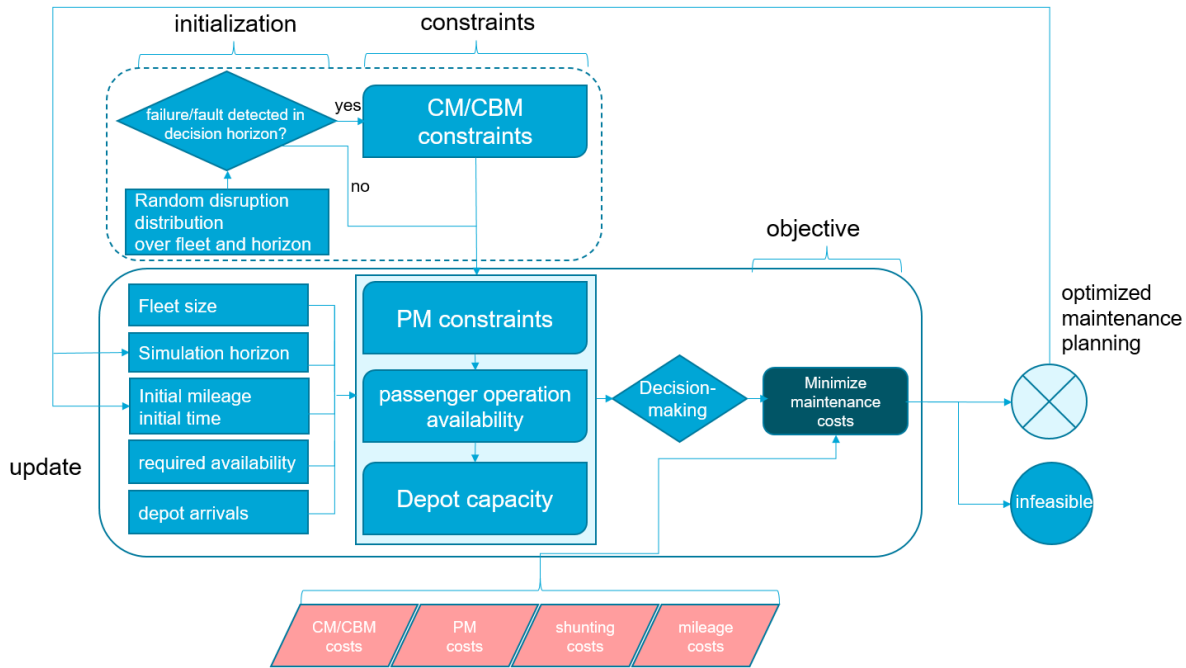 initialization
constraints
failure/fault detected in
decision horizon?
yes
CM/CBM
constraints
no
Random disruption
distribution
over fleet and horizon
objective
Fleet size
Simulation horizon
Initial mileage
initial time
required availability
depot arrivals
update
PM constraints
passenger operation
availability
Depot capacity
Decision-
making
Minimize
maintenance
costs
optimized
maintenance
planning
infeasible
CM/CBM
costs
PM
costs
shunting
costs
mileage
costs